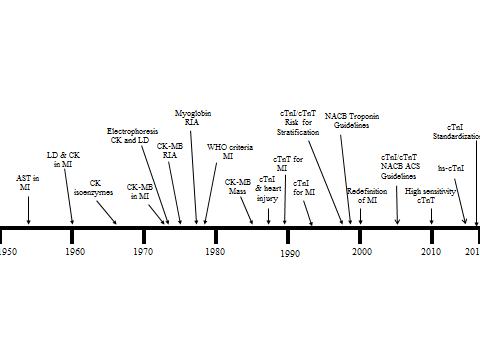 Myoglobin
RIA
cTnI/cTnT
Risk for
Stratification
NACB Troponin
Guidelines
cTnI
Electrophoresis
CK and LD
CK-MB
RIA
WHO criteria
MI
LD & CK
in MI
cTnT for
MI
cTnI/cTnT
NACB ACS
Guidelines
hs-cTnI
AST in
MI
CK
isoenzymes
CK-MB
in MI
CK-MB
Mass
cTnI
& heart
injury
cTnI
for MI
Redefinition
of MI
High sensitivity
cTnT
1960
1970
1980
1990
2000
2010